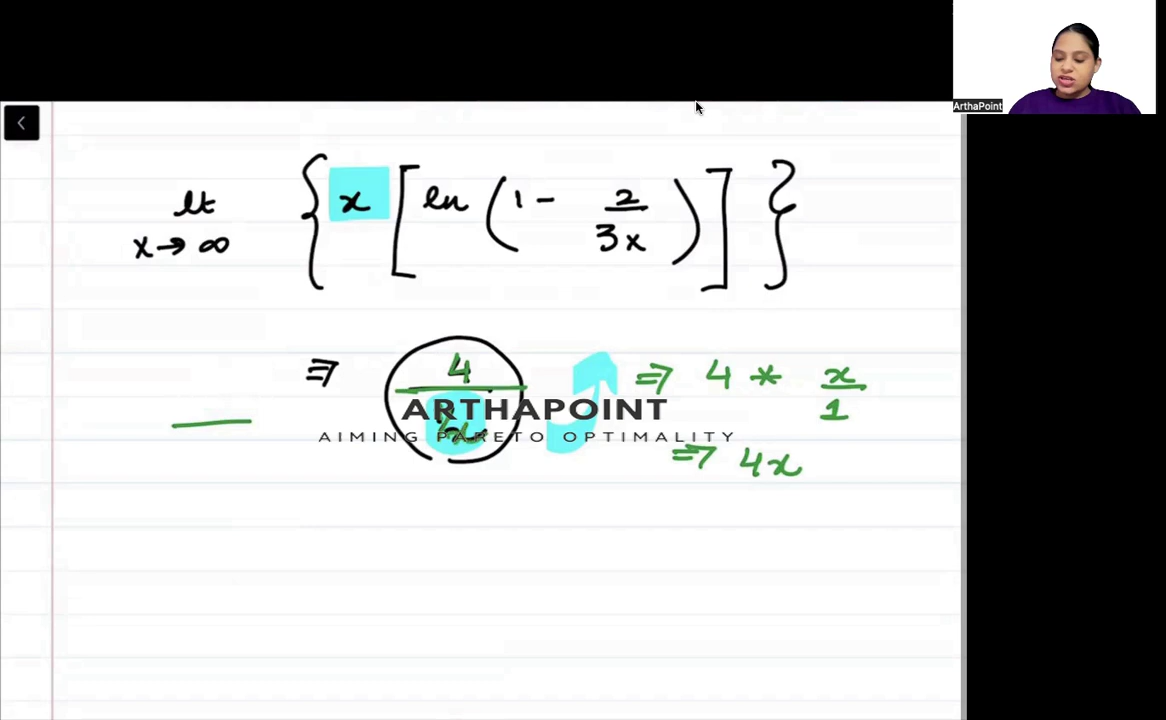 ArthaPoint
lt x→∞ { x [ ln ( 1 - 2/3x ) ] }
⇒ 4/ ⇒ 4 * x/1
ARTHAPOINT
AIMING PARETO OPTIMALITY
⇒ 4x